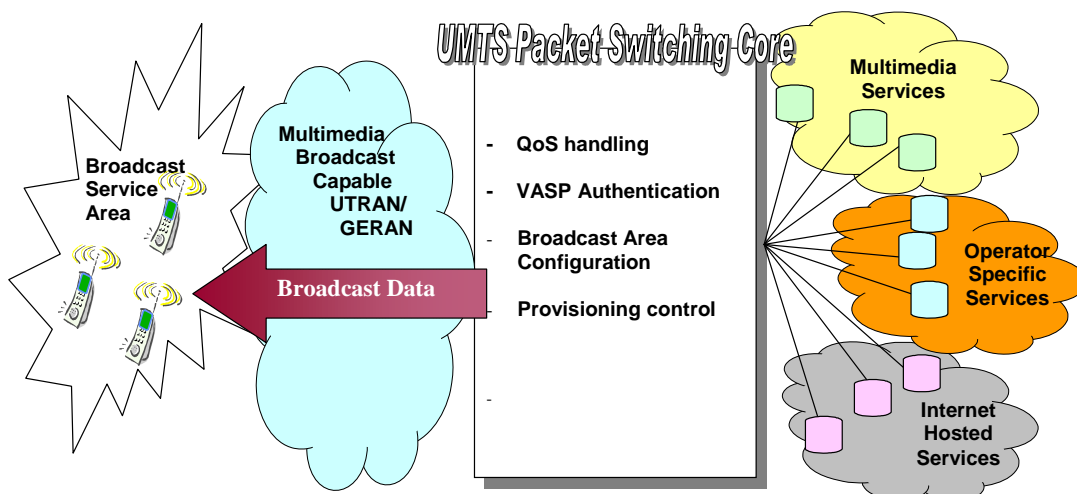 UMTS Packet Switching Core
Broadcast
Service
Area
Multimedia
Broadcast
Capable
UTRAN/
GERAN
Broadcast Data
- QoS handling
- VASP Authentication
- Broadcast Area
Configuration
- Provisioning control
-
Multimedia
Services
Operator
Specific
Services
Internet
Hosted
Services